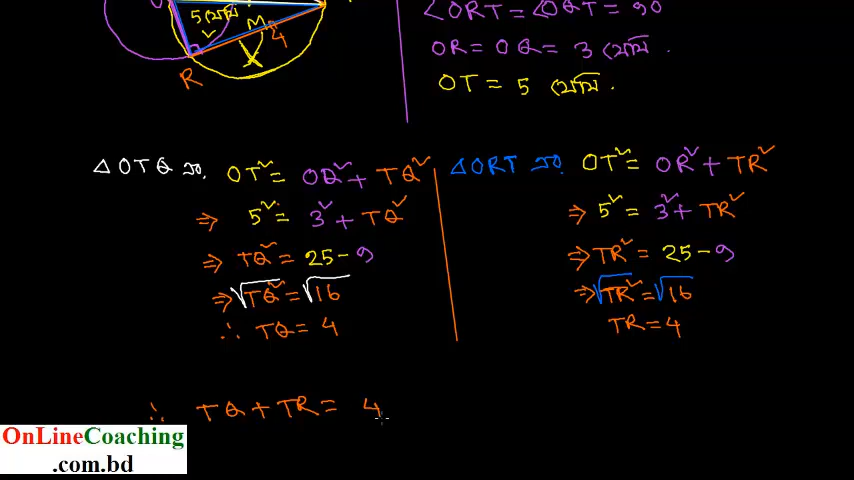 5 সেমি
M
4
R
∠ORT = ∠OQT = 90
OR = OQ = 3 সেমি.
OT = 5 সেমি.
△OTQ এ, OT² = OQ² + TQ²
⇒ 5² = 3² + TQ²
⇒ TQ² = 25 - 9
⇒ √TQ² = √16
∴ TQ = 4
△ORT এ, OT² = OR² + TR²
⇒ 5² = 3² + TR²
⇒ TR² = 25 - 9
⇒ √TR² = √16
TR = 4
∴ TQ + TR = 4
OnLineCoaching
.com.bd